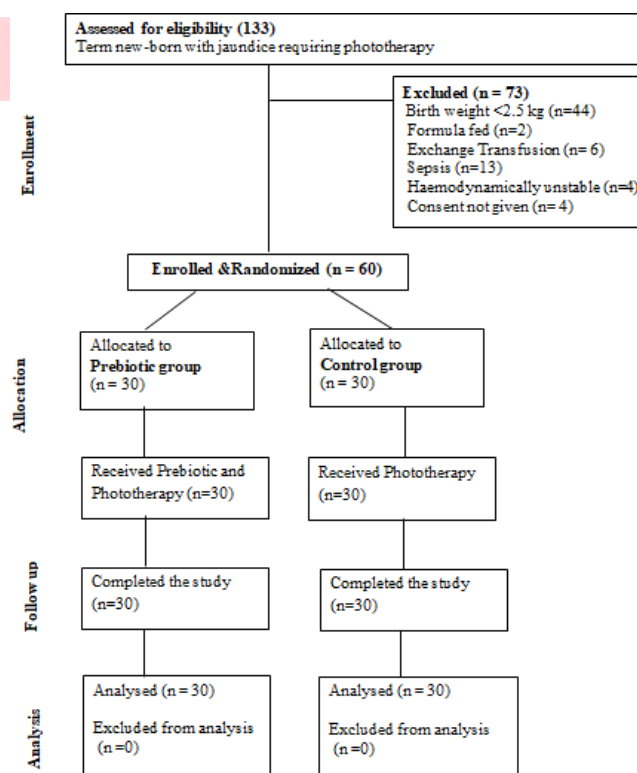 Assessed for eligibility (133)
Term new-born with jaundice requiring phototherapy
Excluded (n = 73)
Birth weight <2.5 kg (n=44)
Formula fed (n=2)
Exchange Transfusion (n= 6)
Sepsis (n=13)
Haemodynamically unstable (n=4)
Consent not given (n= 4)
Enrollment
Enrolled &Randomized (n = 60)
Allocation
Allocated to
Prebiotic group
(n = 30)
Allocated to
Control group
(n = 30)
Received Prebiotic and
Phototherapy (n=30)
Received Phototherapy
(n=30)
Follow up
Completed the study
(n=30)
Completed the study
(n=30)
Analysis
Analysed (n = 30)
Excluded from analysis
(n =0)
Analysed (n = 30)
Excluded from analysis
(n =0)